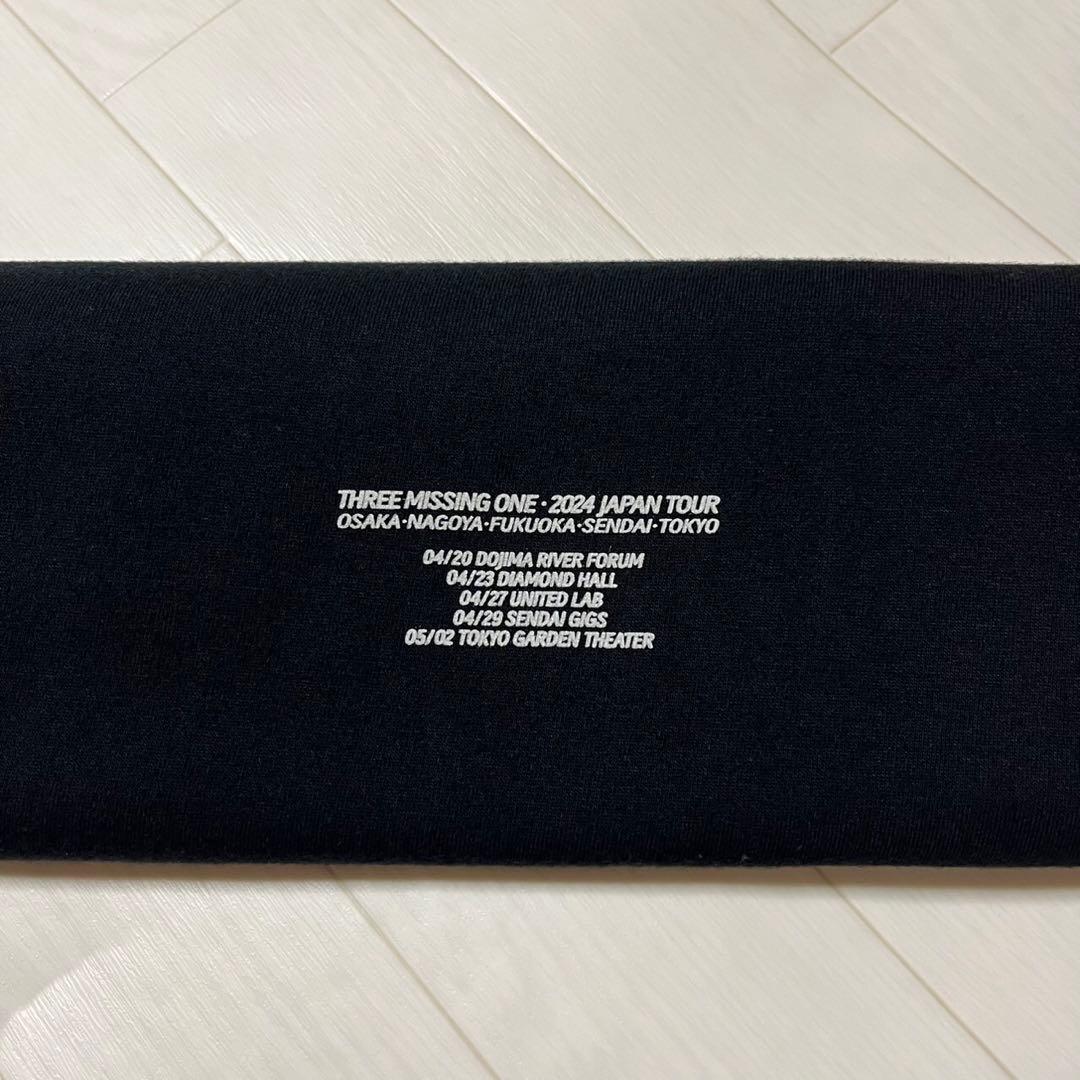 THREE MISSING ONE · 2024 JAPAN TOUR
OSAKA·NAGOYA·FUKUOKA·SENDAI·TOKYO
04/20 DOJIMA RIVER FORUM
04/23 DIAMOND HALL
04/27 UNITED LAB
04/29 SENDAI GIGS
05/02 TOKYO GARDEN THEATER